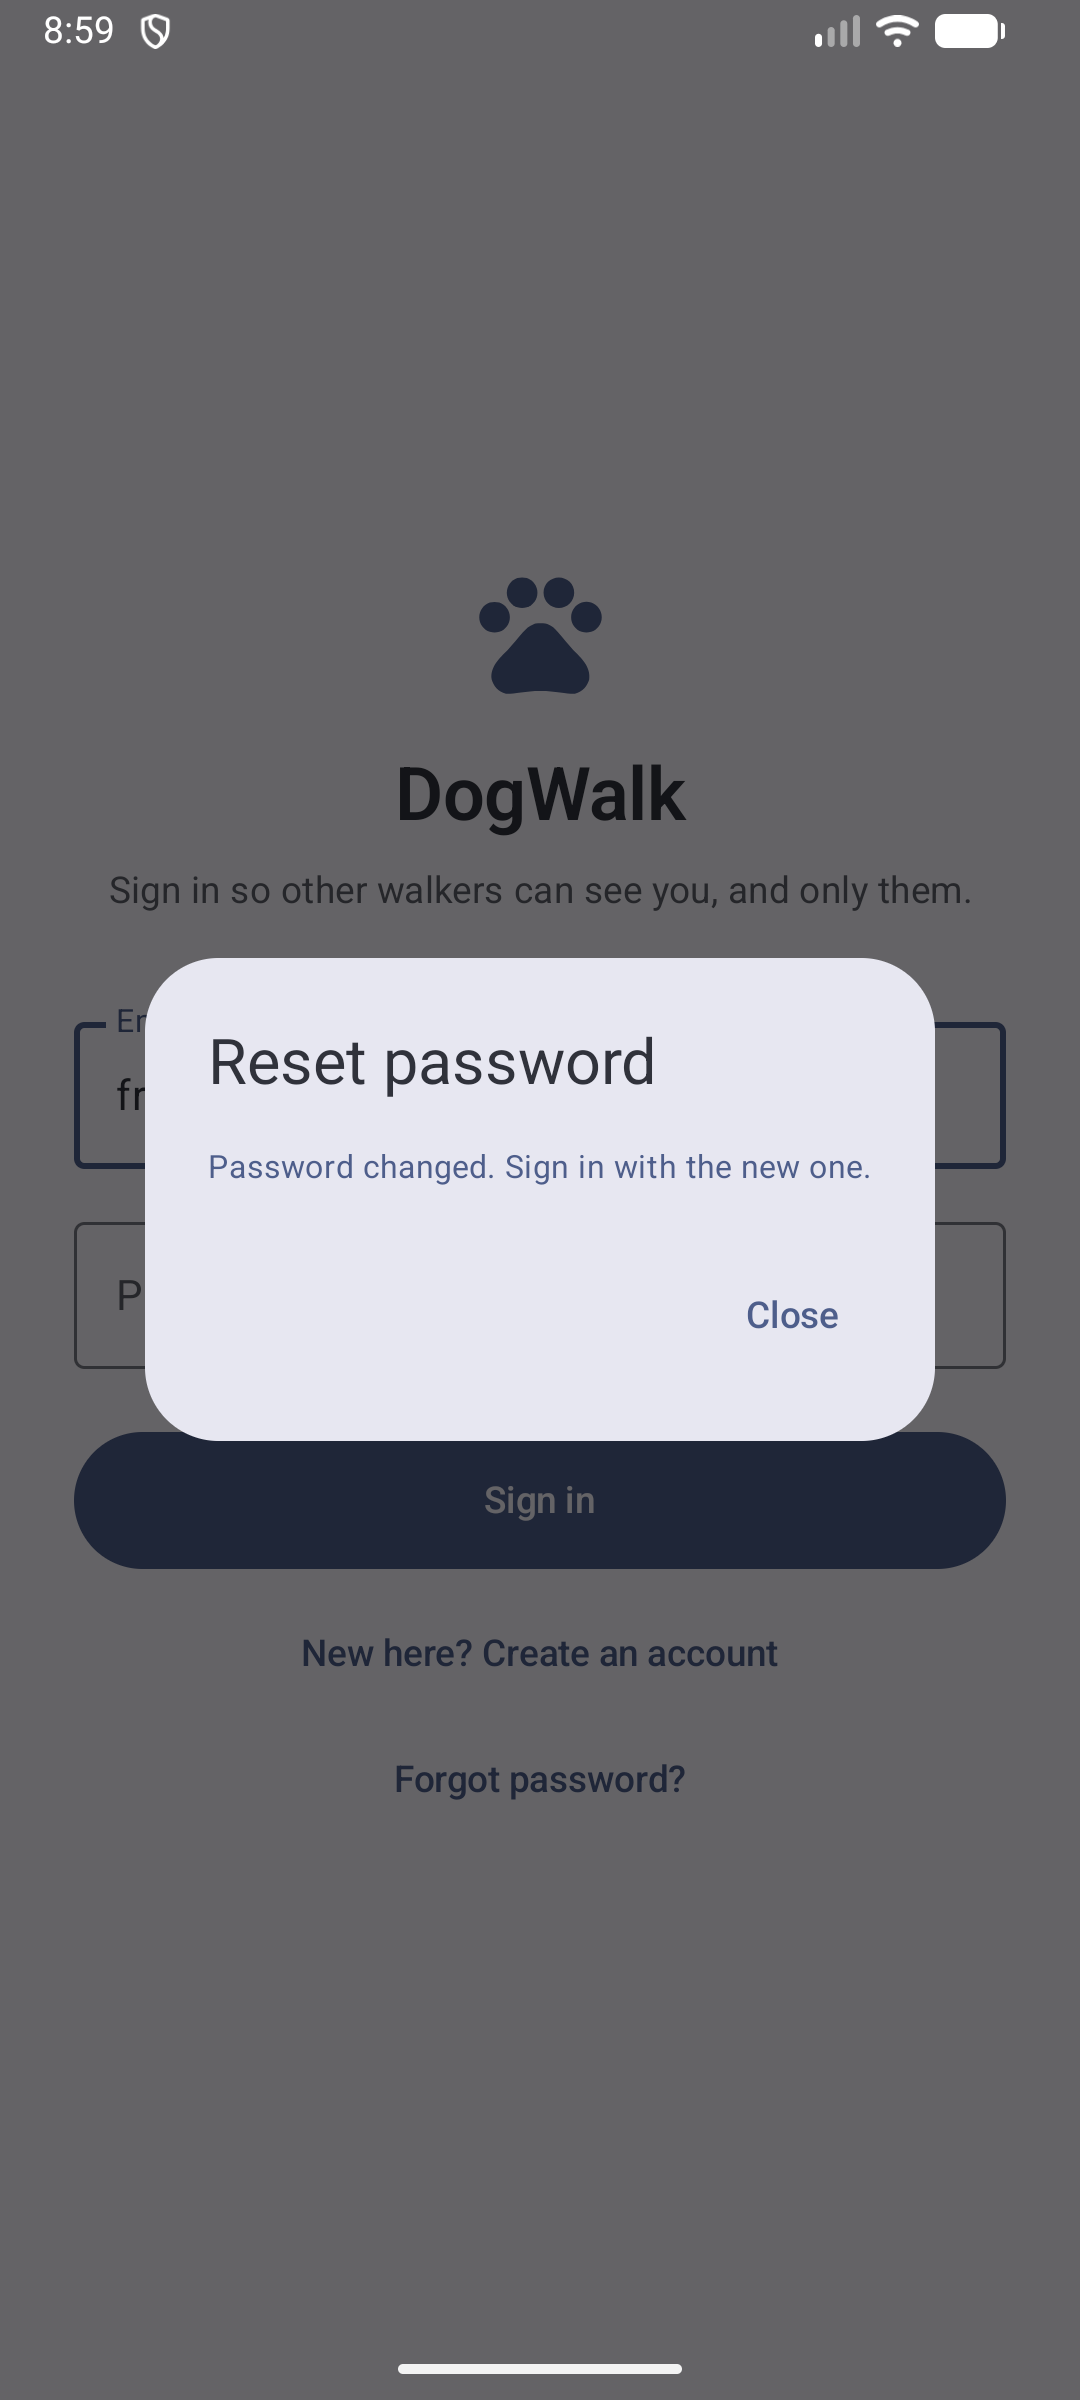 8:59
DogWalk
Sign in so other walkers can see you, and only them.
Reset password
Password changed. Sign in with the new one.
Close
Sign in
New here? Create an account
Forgot password?